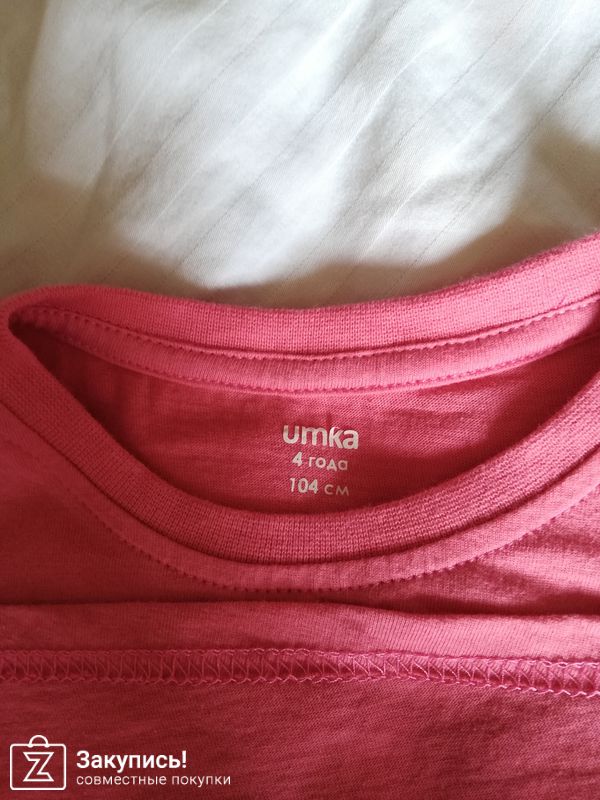 umka
4 года
104 см
Закупись!
совместные покупки